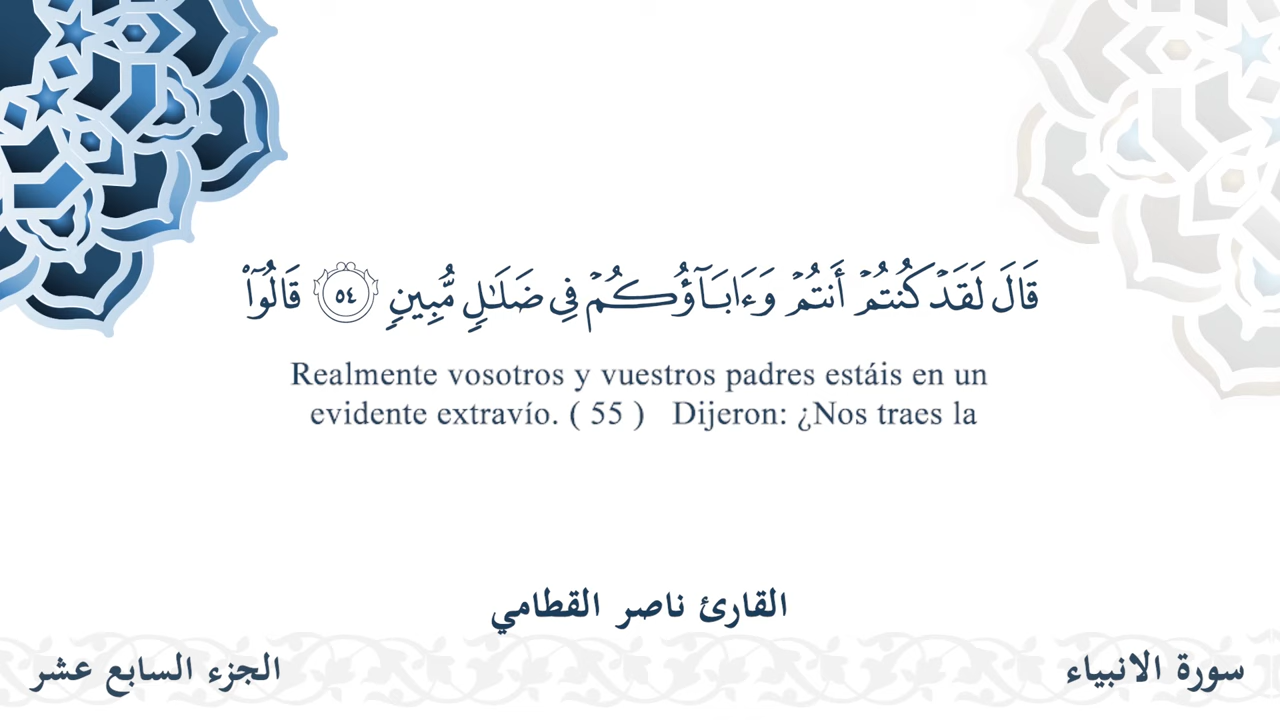 قَالَ لَقَدۡ كُنتُمۡ أَنتُمۡ وَءَابَآؤُكُمۡ فِي ضَلَٰلٖ مُّبِينٖ ۝٥٤ قَالُوٓاْ
Realmente vosotros y vuestros padres estáis en un
evidente extravío. ( 55 ) Dijeron: ¿Nos traes la
القارئ ناصر القطامي
سورة الانبياء
الجزء السابع عشر